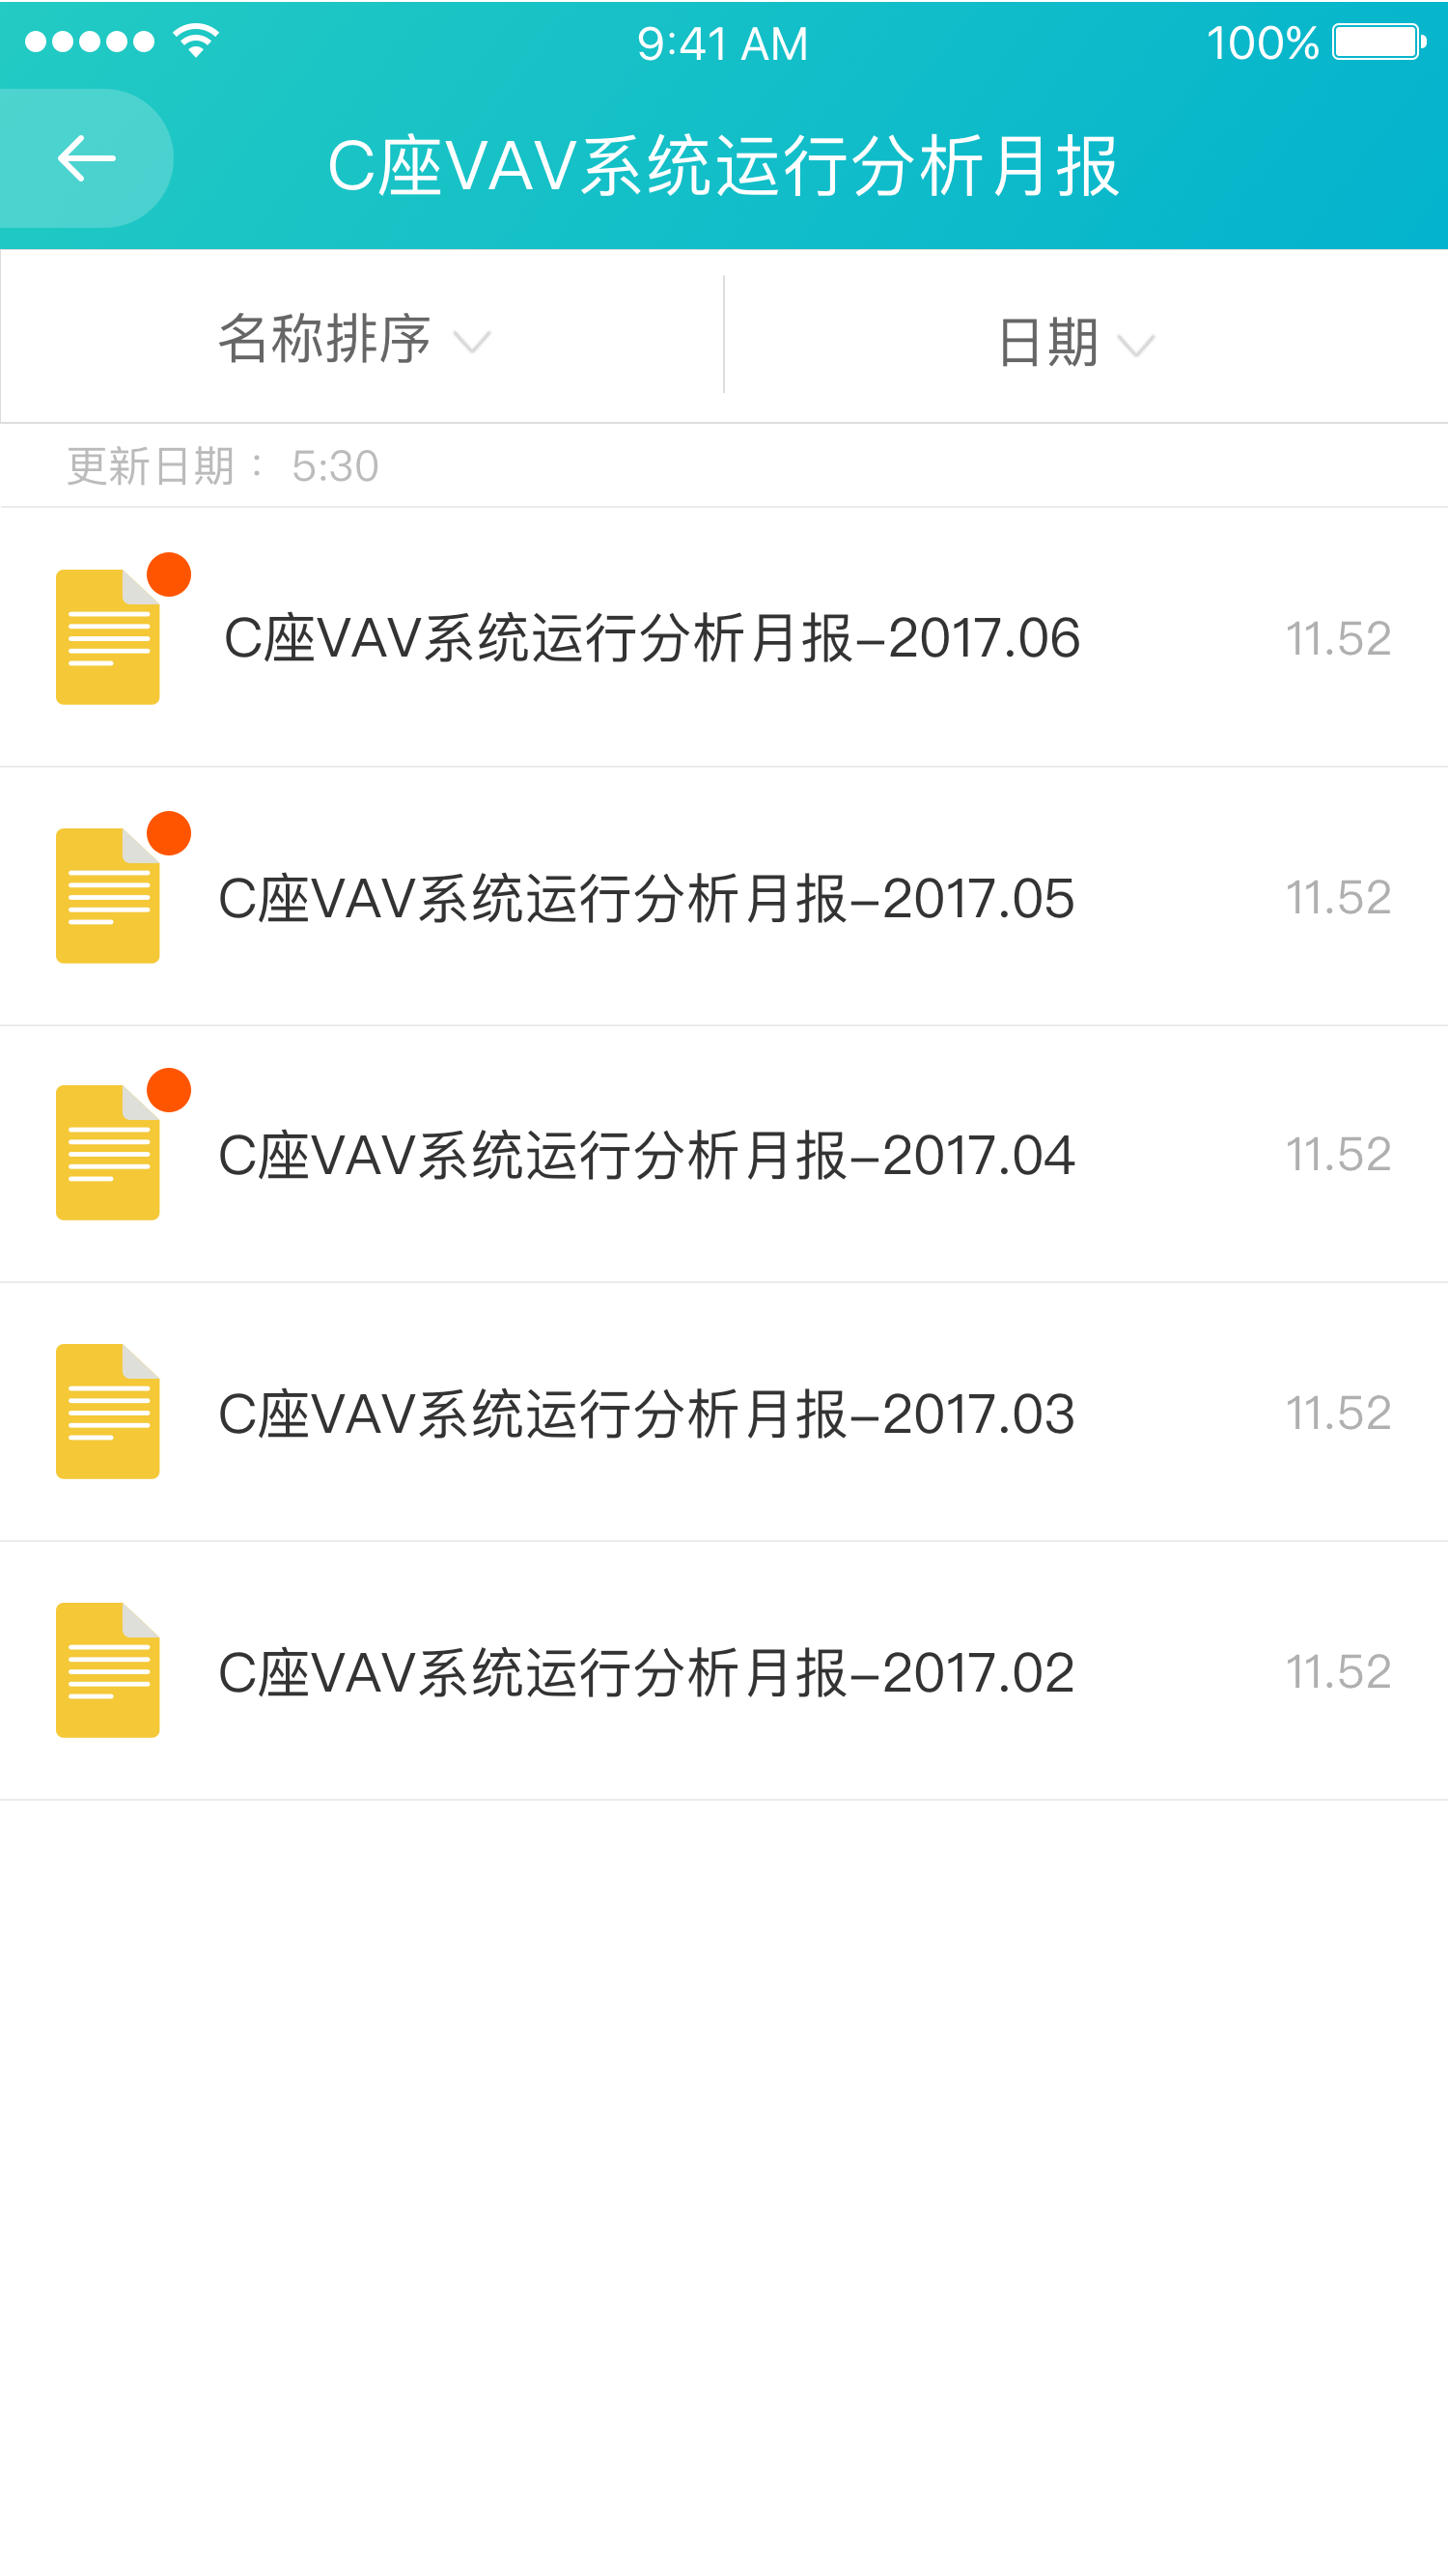 9:41 AM 100%
C座VAV系统运行分析月报
名称排序 日期
更新日期： 5:30
C座VAV系统运行分析月报-2017.06 11.52
C座VAV系统运行分析月报-2017.05 11.52
C座VAV系统运行分析月报-2017.04 11.52
C座VAV系统运行分析月报-2017.03 11.52
C座VAV系统运行分析月报-2017.02 11.52